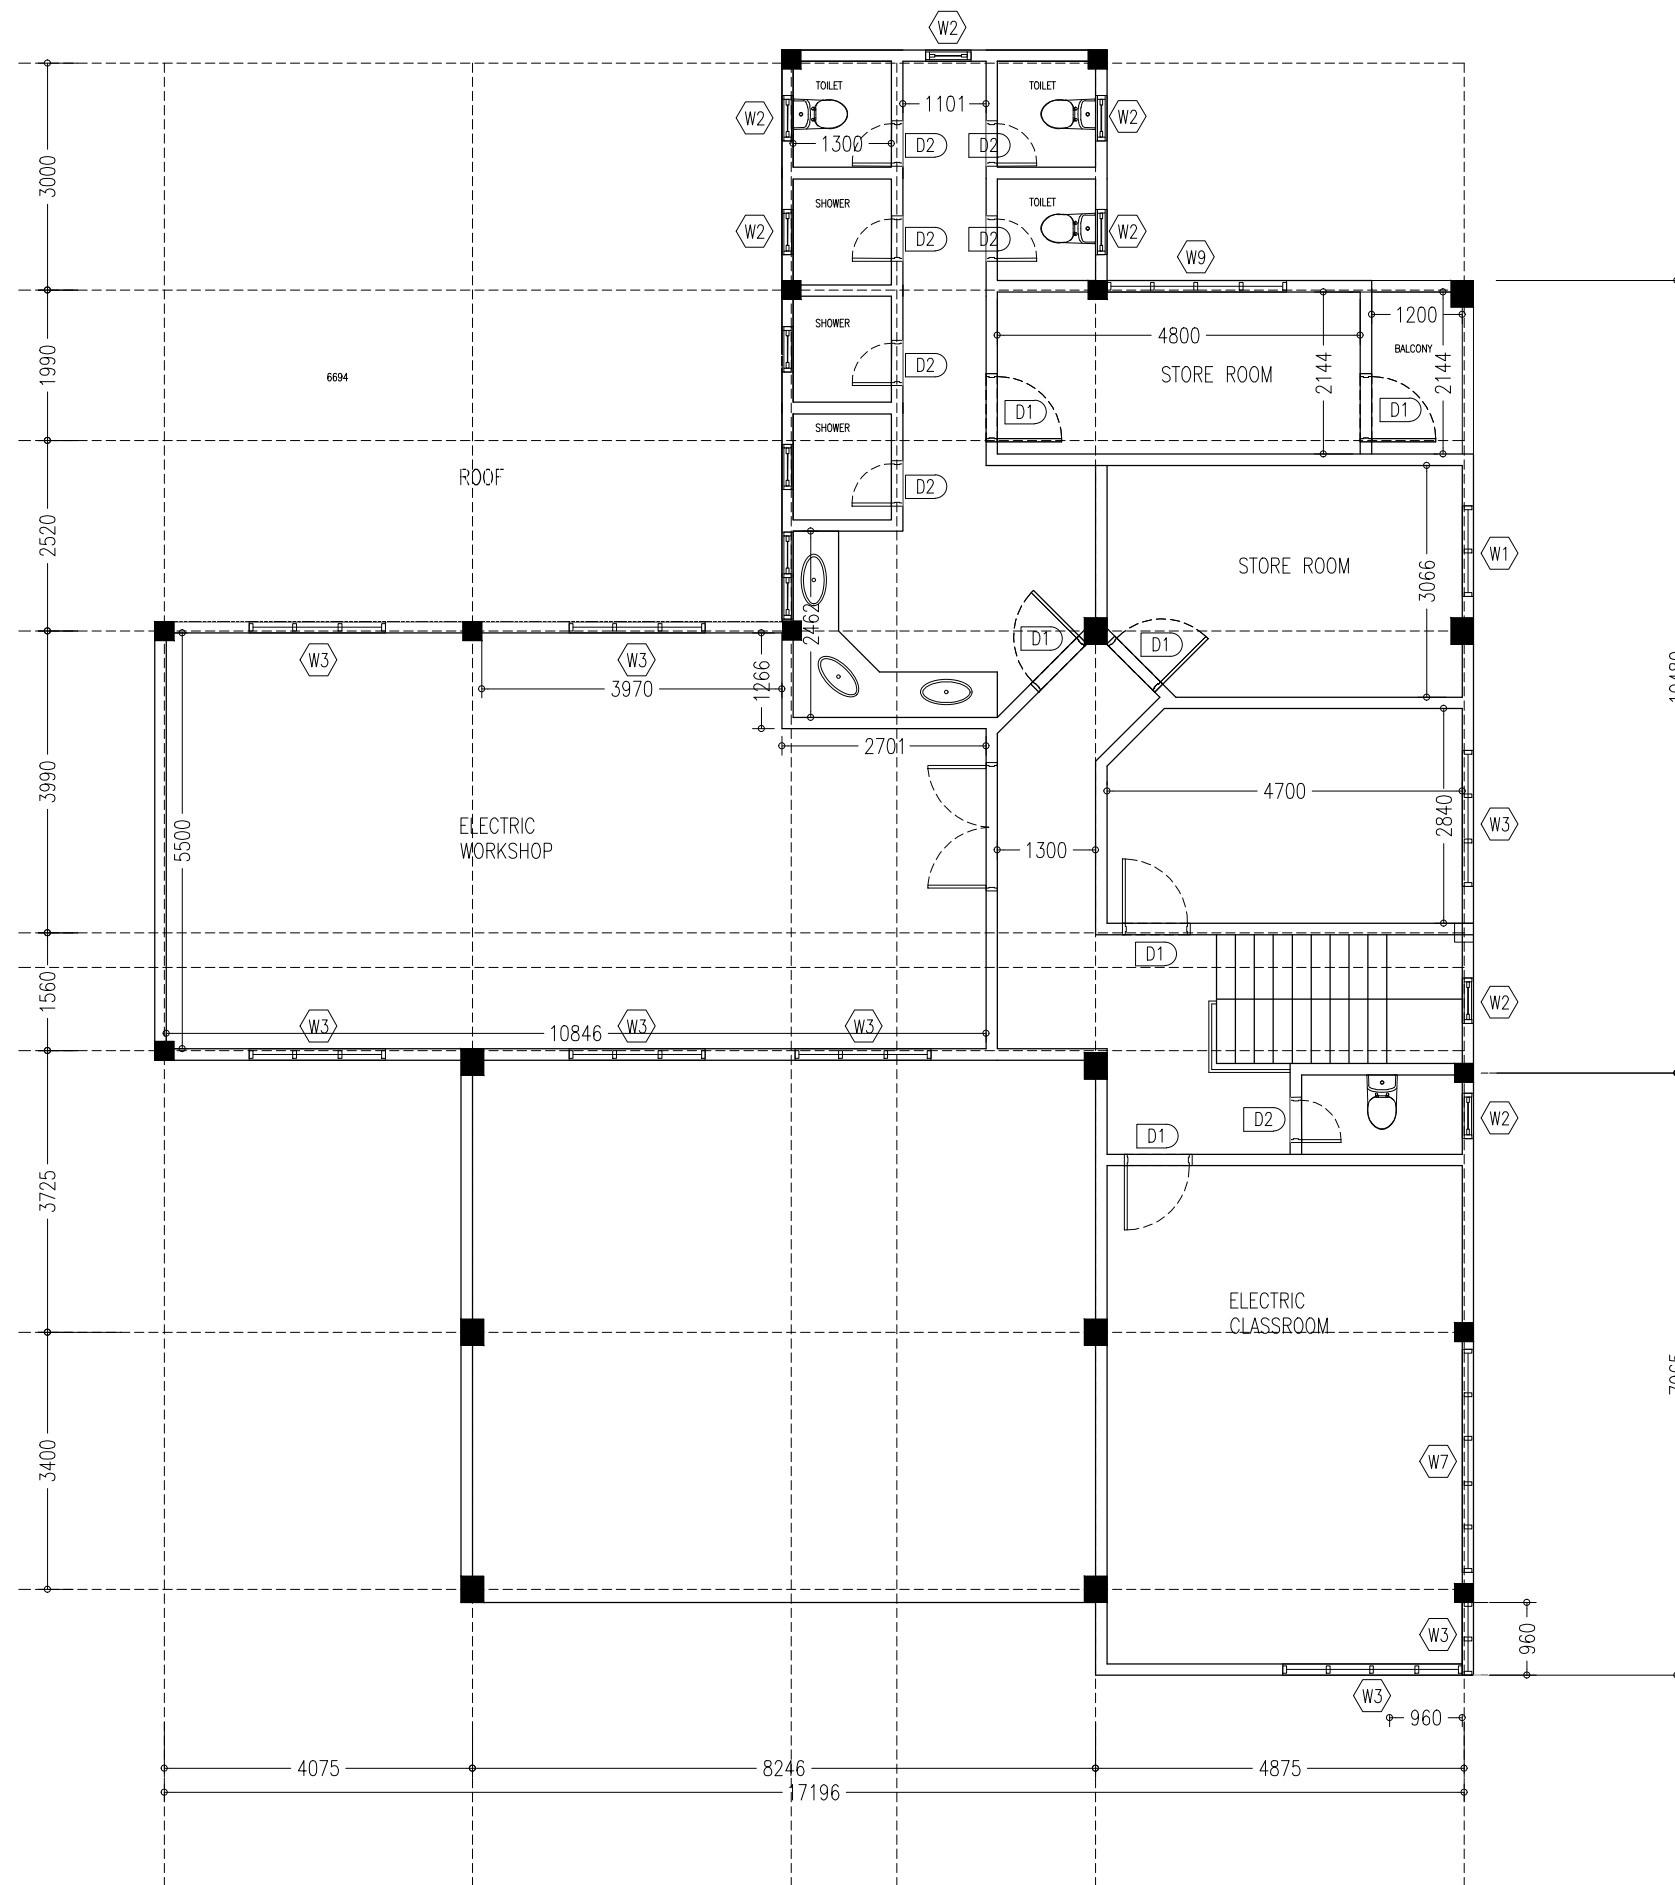 W2
TOILET
TOILET
1101
W2
W2
1300
D2
D2
3000
SHOWER
TOILET
W2
D2
D2
W2
W9
1200
SHOWER
4800
1990
BALCONY
6694
D2
STORE ROOM
2144
2144
D1
D1
SHOWER
ROOF
D2
2520
W1
STORE ROOM
3066
2462
D1
D1
W3
W3
1266
3970
2701
3990
4700
5500
ELECTRIC
WORKSHOP
2840
W3
1300
D1
1560
W2
W3
10846
W3
W3
D2
W2
D1
3725
ELECTRIC
CLASSROOM
3400
W7
W3
960
W3
960
4075
8246
4875
17196